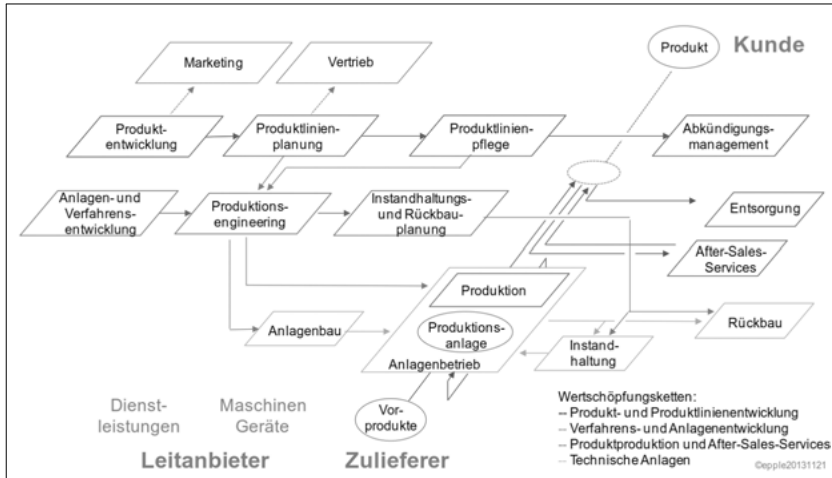 Produkt
Kunde
Marketing
Vertrieb
Produkt-
entwicklung
Produktlinien-
planung
Produktlinien-
pflege
Abkündigungs-
management
Anlagen- und
Verfahrens-
entwicklung
Produktions-
engineering
Instandhaltungs-
und Rückbau-
planung
Entsorgung
After-Sales-
Services
Produktion
Produktions-
anlage
Anlagenbetrieb
Anlagenbau
Instand-
haltung
Rückbau
Dienst-
leistungen
Maschinen
Geräte
Vor-
produkte
Leitanbieter
Zulieferer
Wertschöpfungsketten:
– Produkt- und Produktlinienentwicklung
– Verfahrens- und Anlagenentwicklung
– Produktproduktion und After-Sales-Services
– Technische Anlagen
©epple20131121